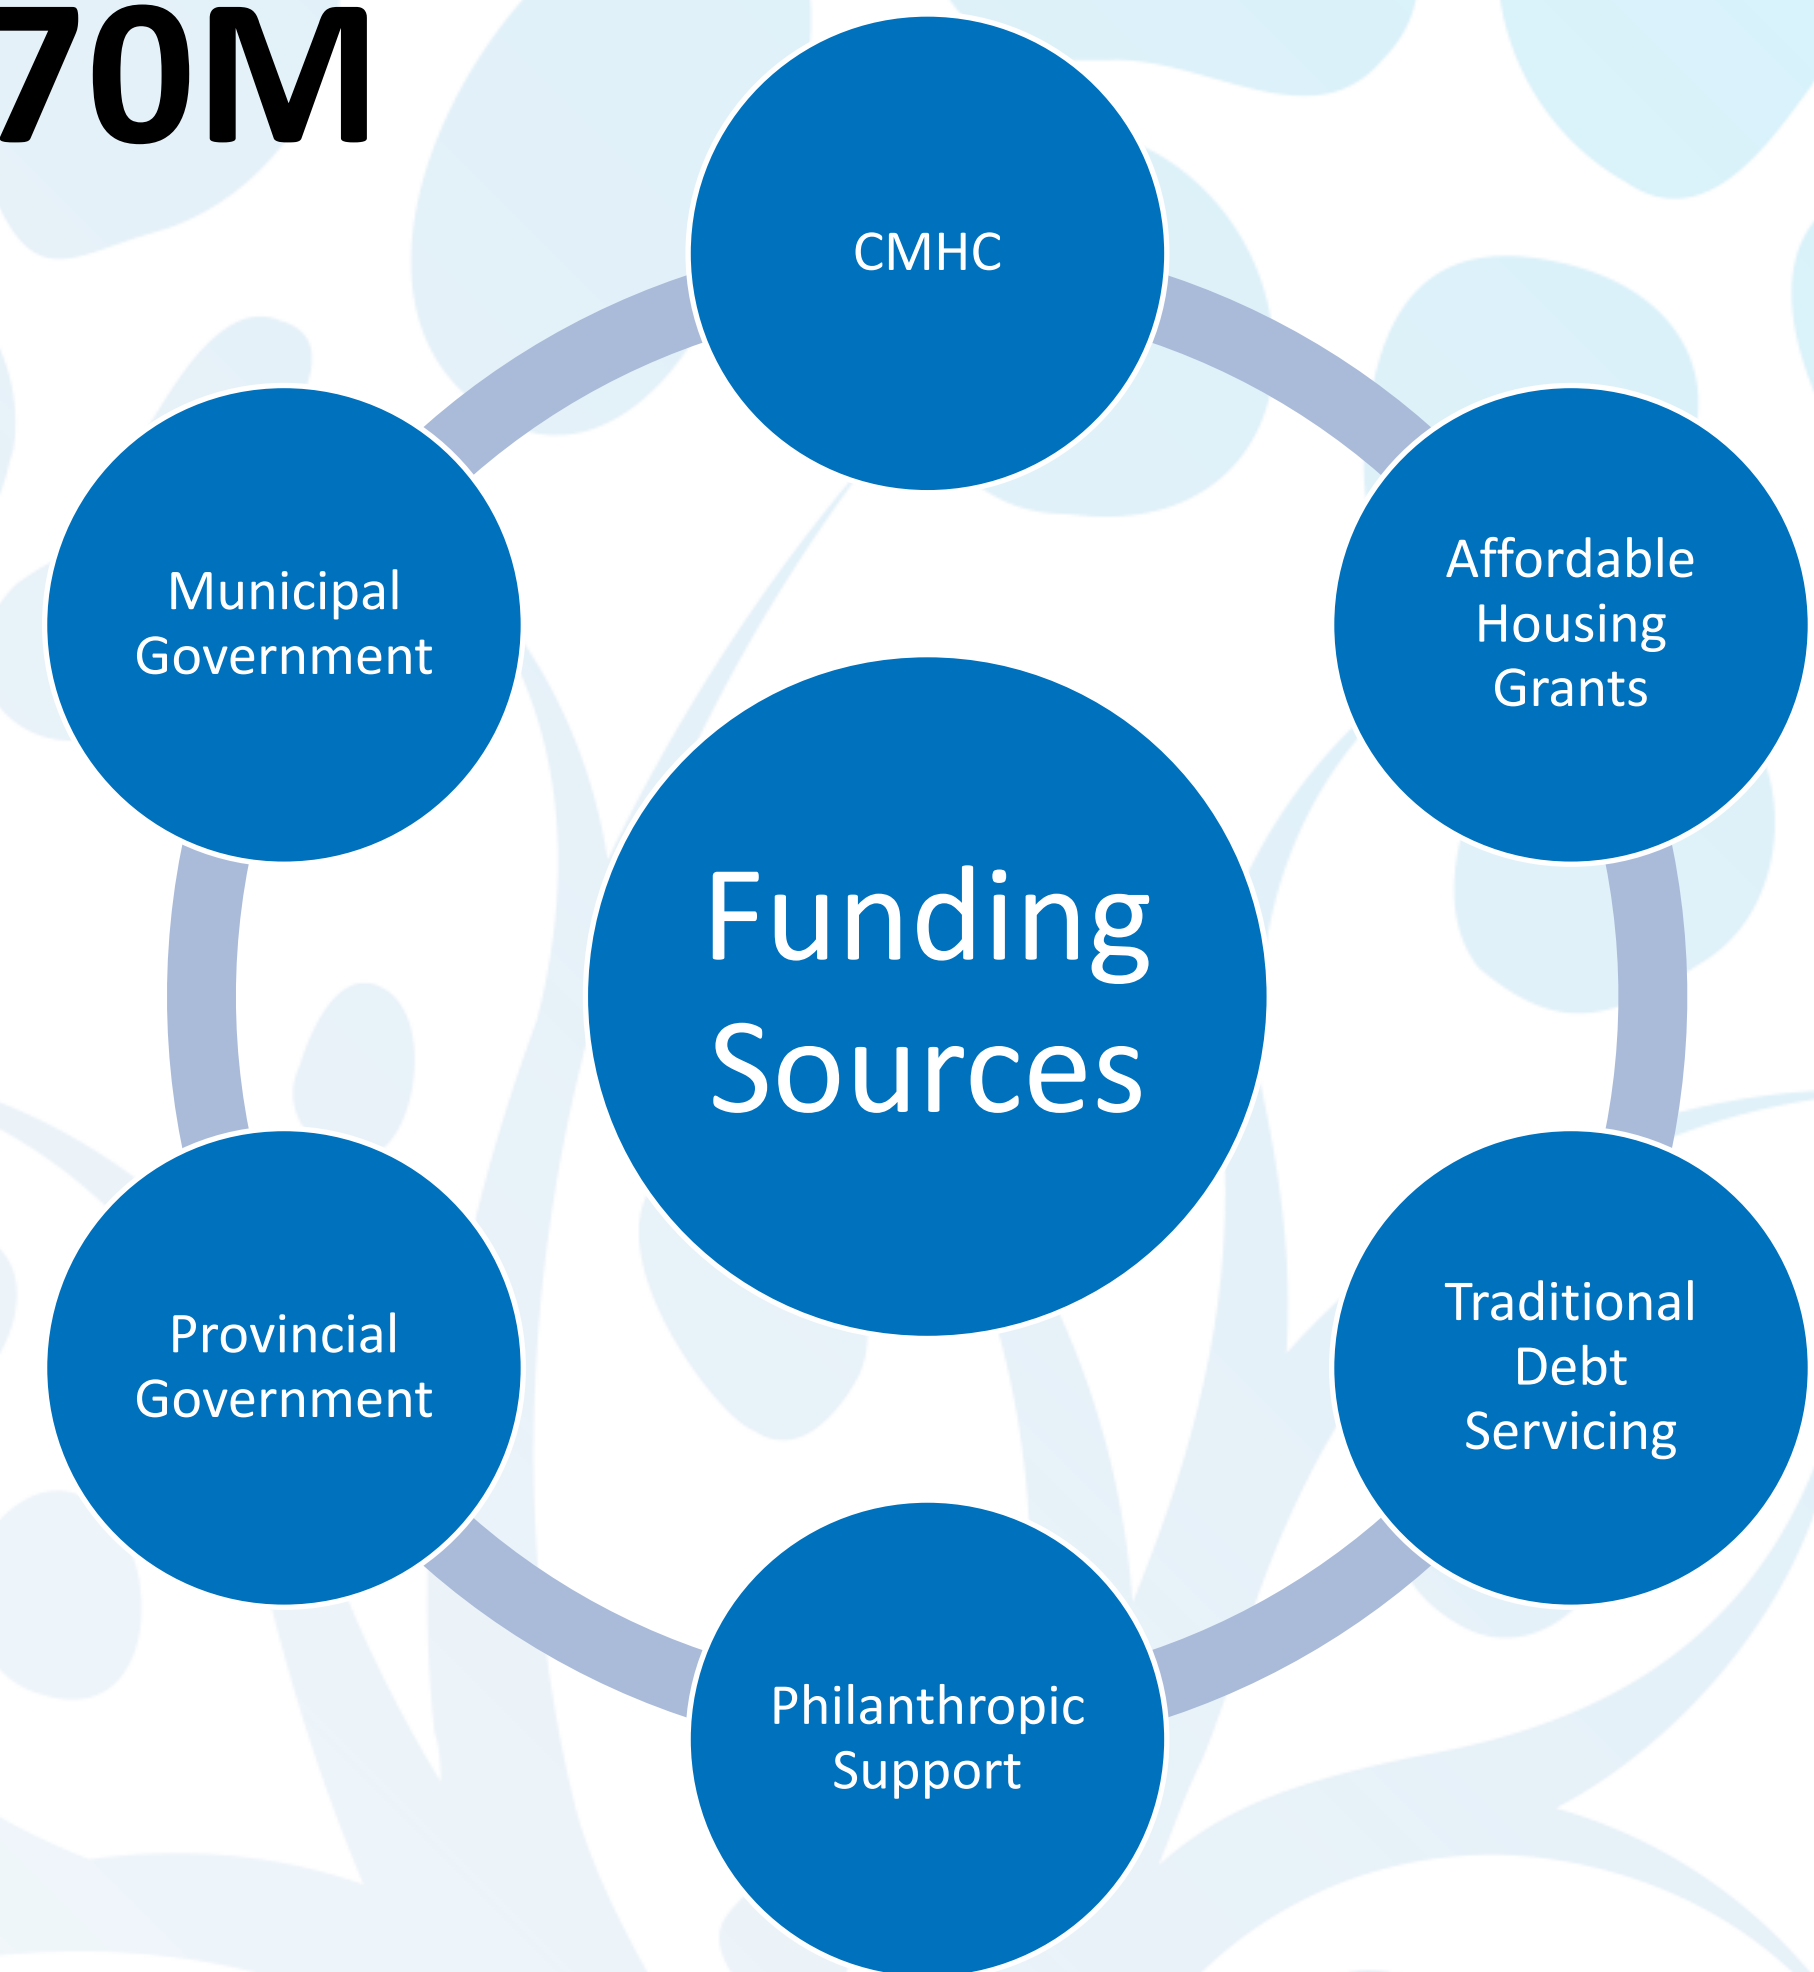 70M
CMHC
Affordable
Housing
Grants
Traditional
Debt
Servicing
Philanthropic
Support
Provincial
Government
Municipal
Government
Funding
Sources